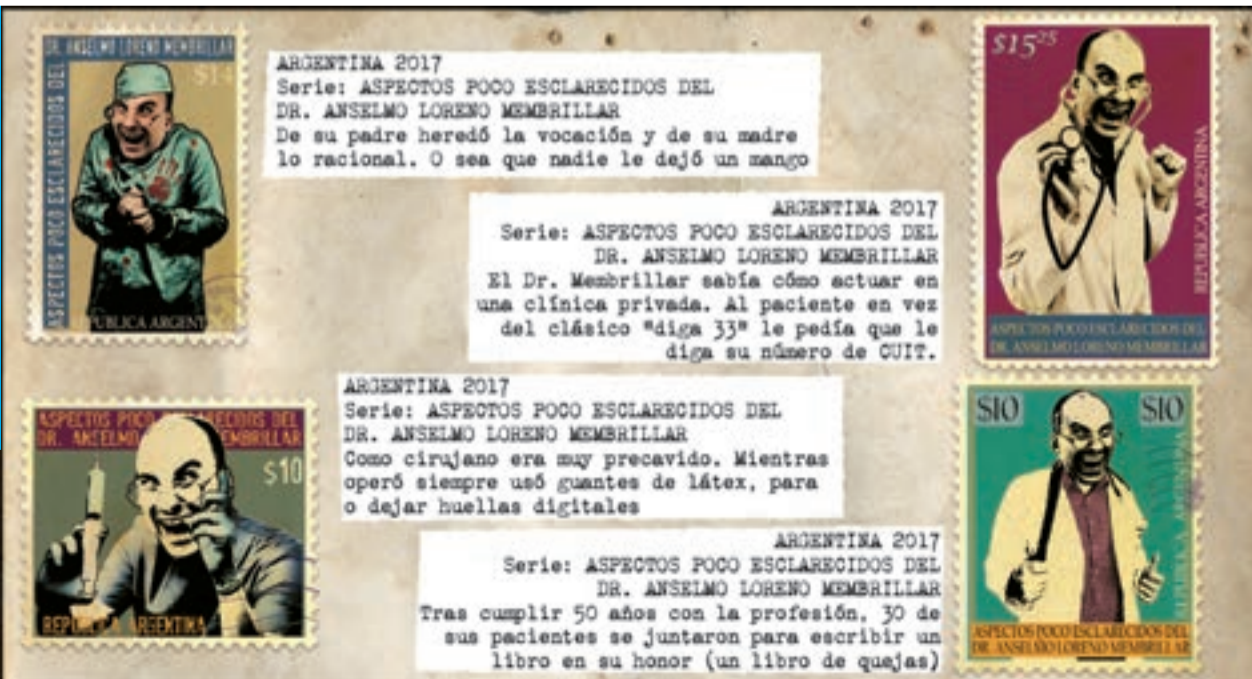 DR. ANSELMO LORENO MEMBRILLAR
ASPECTOS POCO ESCLARECIDOS DEL
$14
PUBLICA ARGENT
ARGENTINA 2017
Serie: ASPECTOS POCO ESCLARECIDOS DEL
DR. ANSELMO LORENO MEMBRILLAR
De su padre heredó la vocación y de su madre
lo racional. O sea que nadie le dejó un mango
$15²⁵
REPUBLICA ARGENTINA
ASPECTOS POCO ESCLARECIDOS DEL
DR. ANSELMO LORENO MEMBRILLAR
ARGENTINA 2017
Serie: ASPECTOS POCO ESCLARECIDOS DEL
DR. ANSELMO LORENO MEMBRILLAR
El Dr. Membrillar sabía cómo actuar en
una clínica privada. Al paciente en vez
del clásico "diga 33" le pedía que le
diga su número de CUIT.
ASPECTOS POCO ESCLARECIDOS DEL
DR. ANSELMO MEMBRILLAR
$10
REPUBLICA ARGENTINA
ARGENTINA 2017
Serie: ASPECTOS POCO ESCLARECIDOS DEL
DR. ANSELMO LORENO MEMBRILLAR
Como cirujano era muy precavido. Mientras
operó siempre usó guantes de látex, para
o dejar huellas digitales
$10 $10
REPUBLICA ARGENTINA
ASPECTOS POCO ESCLARECIDOS DEL
DR. ANSELMO LORENO MEMBRILLAR
ARGENTINA 2017
Serie: ASPECTOS POCO ESCLARECIDOS DEL
DR. ANSELMO LORENO MEMBRILLAR
Tras cumplir 50 años con la profesión, 30 de
sus pacientes se juntaron para escribir un
libro en su honor (un libro de quejas)